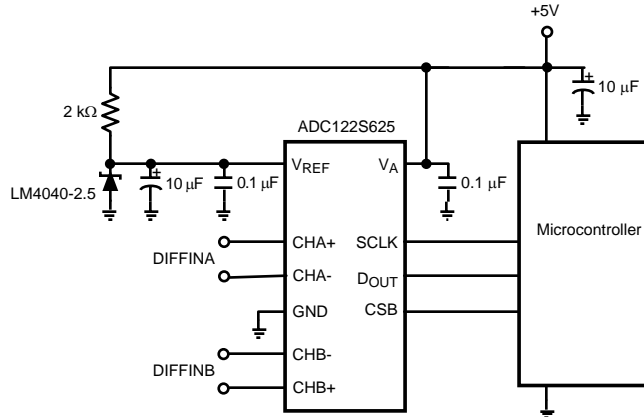 +5V
+
10 µF
2 kΩ
ADC122S625
VREF
VA
LM4040-2.5
+
10 µF
0.1 µF
0.1 µF
Microcontroller
CHA+
SCLK
DIFFINA
CHA-
DOUT
GND
CSB
CHB-
DIFFINB
CHB+